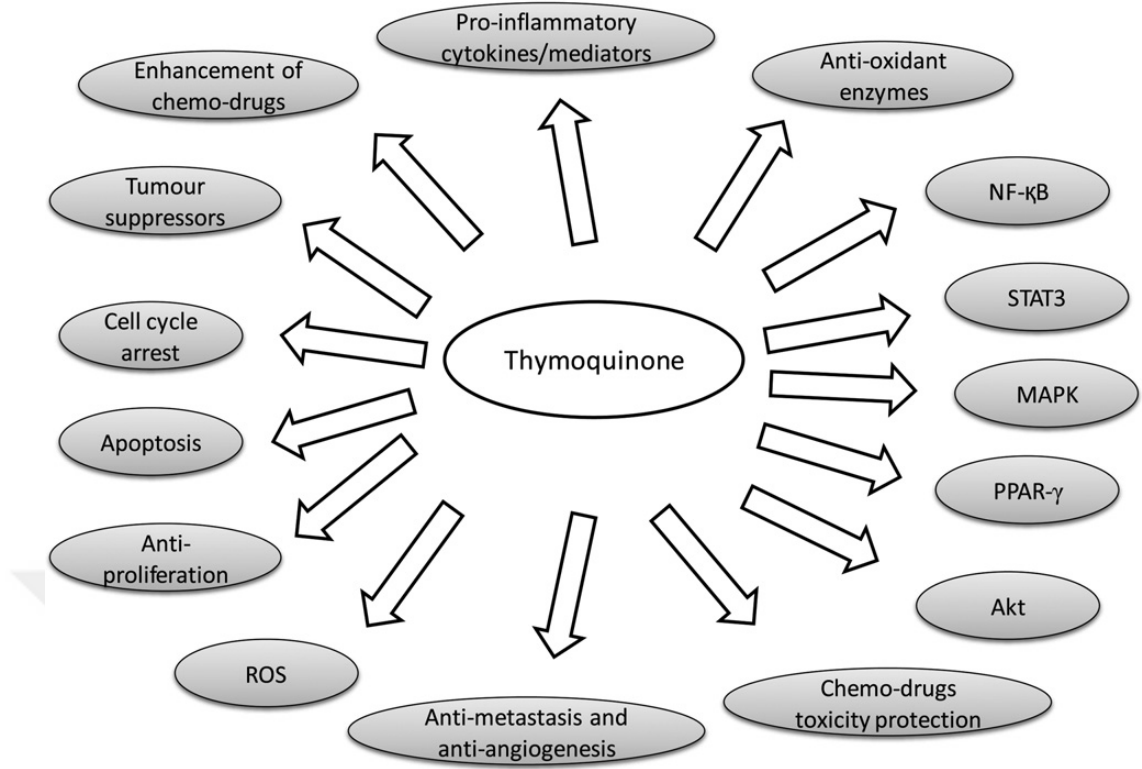 Pro-inflammatory
cytokines/mediators
Enhancement of
chemo-drugs
Anti-oxidant
enzymes
Tumour
suppressors
NF-κB
Cell cycle
arrest
STAT3
Thymoquinone
MAPK
Apoptosis
PPAR-γ
Anti-
proliferation
Akt
ROS
Chemo-drugs
toxicity protection
Anti-metastasis and
anti-angiogenesis